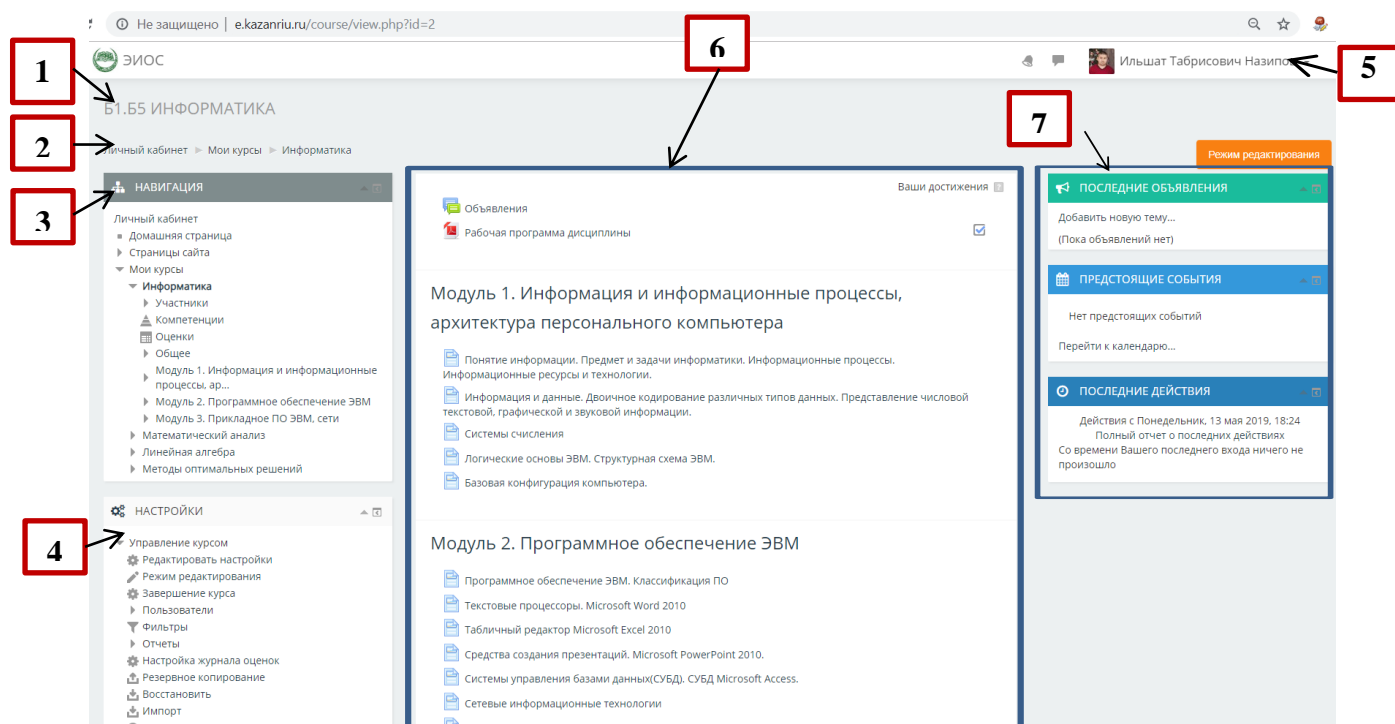 Не защищено | e.kazanriu.ru/course/view.php?id=2
6
1
ЭИОС
Ильшат Табрисович
5
Б1.Б5 ИНФОРМАТИКА
7
2
Личный кабинет ► Мои курсы ► Информатика
Режим редактирования
3
НАВИГАЦИЯ
Личный кабинет
Домашняя страница
Страницы сайта
Мои курсы
Информатика
Участники
Компетенции
Оценки
Общее
Модуль 1. Информация и информационные
процессы, ар...
Модуль 2. Программное обеспечение ЭВМ
Модуль 3. Прикладное ПО ЭВМ, сети
Математический анализ
Линейная алгебра
Методы оптимальных решений
4
НАСТРОЙКИ
Управление курсом
Редактировать настройки
Режим редактирования
Завершение курса
Пользователи
Фильтры
Отчеты
Настройка журнала оценок
Резервное копирование
Восстановить
Импорт
Ваши достижения
Объявления
Рабочая программа дисциплины
Модуль 1. Информация и информационные процессы,
архитектура персонального компьютера
Понятие информации. Предмет и задачи информатики. Информационные процессы.
Информационные ресурсы и технологии.
Информация и данные. Двоичное кодирование различных типов данных. Представление числовой
текстовой, графической и звуковой информации.
Системы счисления
Логические основы ЭВМ. Структурная схема ЭВМ.
Базовая конфигурация компьютера.
Модуль 2. Программное обеспечение ЭВМ
Программное обеспечение ЭВМ. Классификация ПО
Текстовые процессоры. Microsoft Word 2010
Табличный редактор Microsoft Excel 2010
Средства создания презентаций. Microsoft PowerPoint 2010.
Системы управления базами данных(СУБД). СУБД Microsoft Access.
Сетевые информационные технологии
ПОСЛЕДНИЕ ОБЪЯВЛЕНИЯ
Добавить новую тему...
(Пока объявлений нет)
ПРЕДСТОЯЩИЕ СОБЫТИЯ
Нет предстоящих событий
Перейти к календарю...
ПОСЛЕДНИЕ ДЕЙСТВИЯ
Действия с Понедельник, 13 мая 2019, 18:24
Полный отчет о последних действиях
Со времени Вашего последнего входа ничего не
произошло